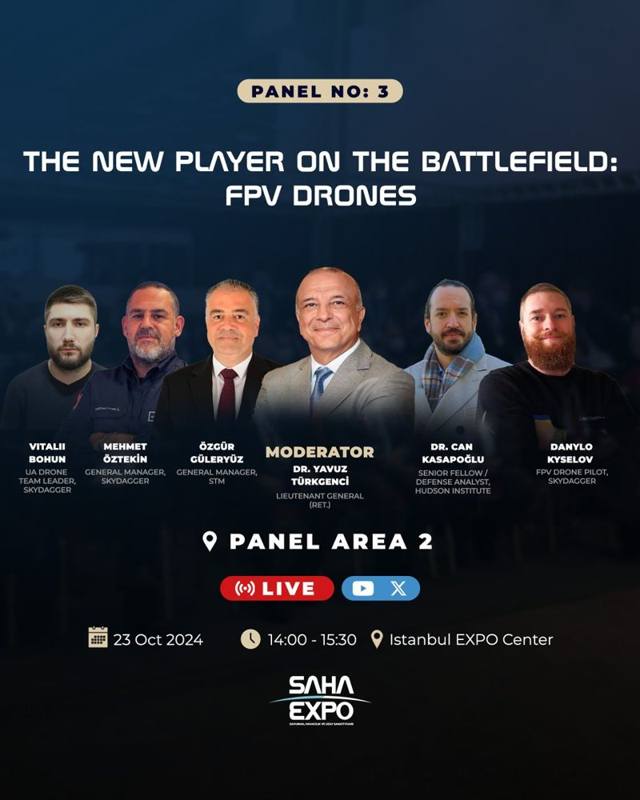 PANEL NO: 3
THE NEW PLAYER ON THE BATTLEFIELD:
FPV DRONES
VITALII
BOHUN
UA DRONE
TEAM LEADER,
SKYDAGGER
MEHMET
ÖZTEKİN
GENERAL MANAGER,
SKYDAGGER
ÖZGÜR
GÜLERYÜZ
GENERAL MANAGER,
STM
MODERATOR
DR. YAVUZ
TÜRKGENCİ
LIEUTENANT GENERAL
(RET.)
DR. CAN
KASAPOĞLU
SENIOR FELLOW /
DEFENSE ANALYST,
HUDSON INSTITUTE
DANYLO
KYSELOV
FPV DRONE PILOT,
SKYDAGGER
PANEL AREA 2
LIVE
23 Oct 2024
14:00 - 15:30
Istanbul EXPO Center
SAHA
EXPO